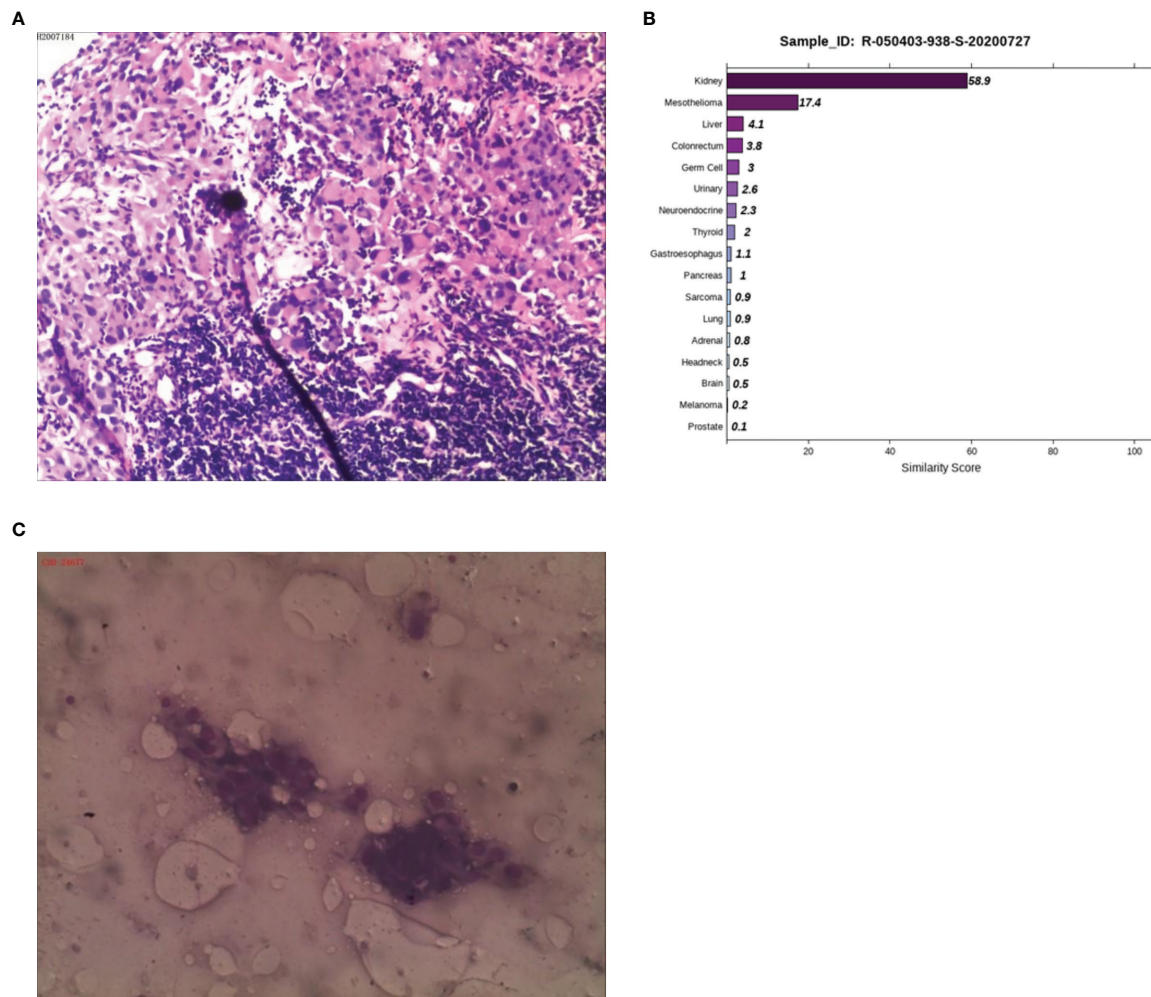 A
H2007184
B
Sample_ID: R-050403-938-S-20200727
Kidney 58.9
Mesothelioma 17.4
Liver 4.1
Colonrectum 3.8
Germ Cell 3
Urinary 2.6
Neuroendocrine 2.3
Thyroid 2
Gastroesophagus 1.1
Pancreas 1
Sarcoma 0.9
Lung 0.9
Adrenal 0.8
Headneck 0.5
Brain 0.5
Melanoma 0.2
Prostate 0.1
20 40 60 80 100
Similarity Score
C